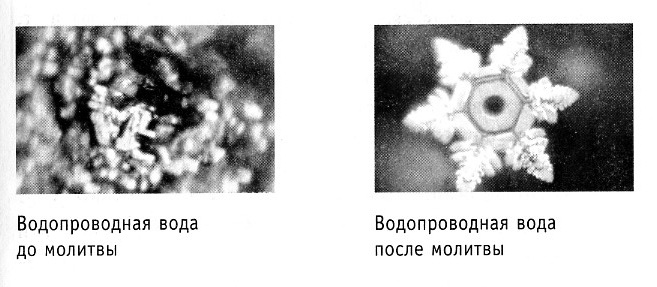 Водопроводная вода
до молитвы
Водопроводная вода
после молитвы